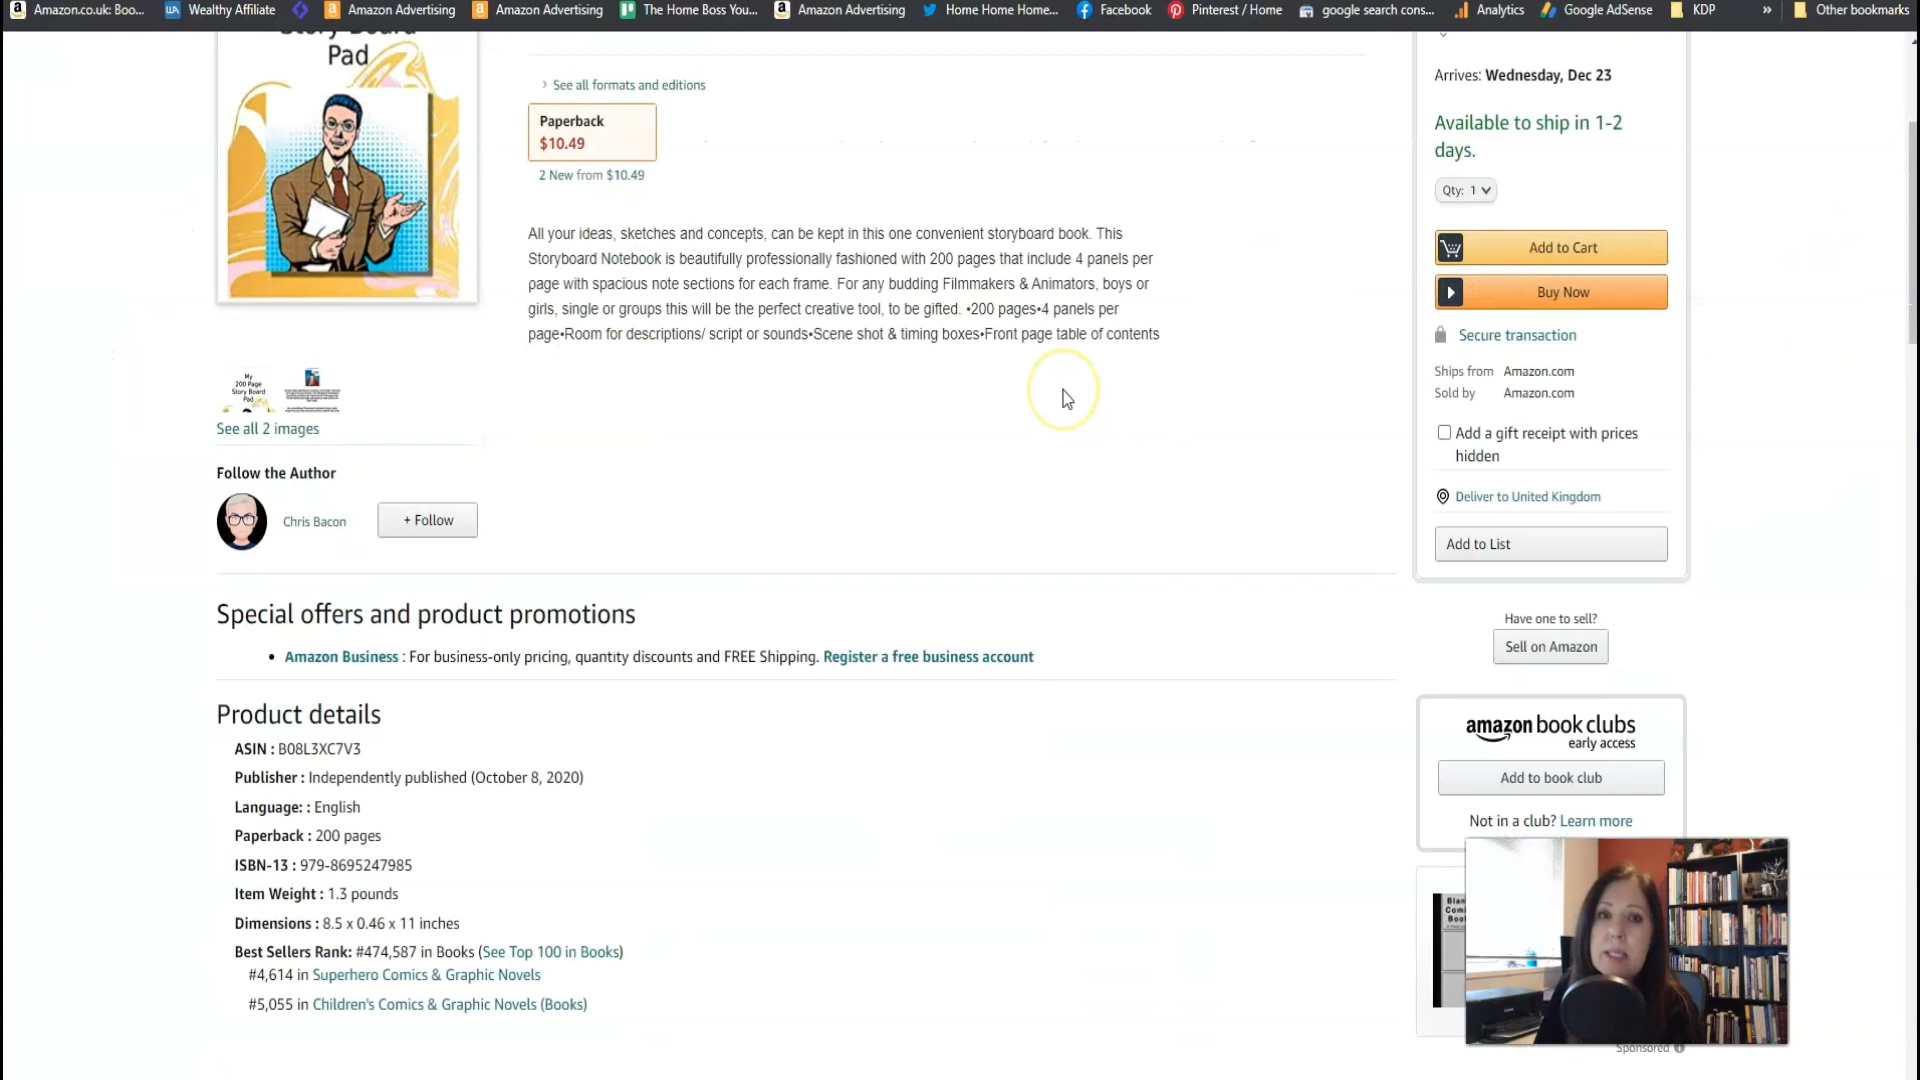 Amazon.co.uk: Boo...
Wealthy Affiliate
Amazon Advertising
Amazon Advertising
The Home Boss You...
Amazon Advertising
Home Home Home...
Facebook
Pinterest / Home
google search cons...
Analytics
Google AdSense
KDP
»
Other bookmarks
Story Board
Pad
› See all formats and editions
Paperback
$10.49
2 New from $10.49
All your ideas, sketches and concepts, can be kept in this one convenient storyboard book. This
Storyboard Notebook is beautifully professionally fashioned with 200 pages that include 4 panels per
page with spacious note sections for each frame. For any budding Filmmakers & Animators, boys or
girls, single or groups this will be the perfect creative tool, to be gifted. •200 pages•4 panels per
page•Room for descriptions/ script or sounds•Scene shot & timing boxes•Front page table of contents
My
200 Page
Story Board
Pad
See all 2 images
Follow the Author
Chris Bacon
+ Follow
Arrives: Wednesday, Dec 23
Available to ship in 1-2
days.
Qty: 1
Add to Cart
Buy Now
Secure transaction
Ships from Amazon.com
Sold by Amazon.com
Add a gift receipt with prices
hidden
Deliver to United Kingdom
Add to List
Have one to sell?
Sell on Amazon
amazon book clubs
early access
Add to book club
Not in a club? Learn more
Special offers and product promotions
• Amazon Business : For business-only pricing, quantity discounts and FREE Shipping. Register a free business account
Product details
ASIN : B08L3XC7V3
Publisher : Independently published (October 8, 2020)
Language: : English
Paperback : 200 pages
ISBN-13 : 979-8695247985
Item Weight : 1.3 pounds
Dimensions : 8.5 x 0.46 x 11 inches
Best Sellers Rank: #474,587 in Books (See Top 100 in Books)
#4,614 in Superhero Comics & Graphic Novels
#5,055 in Children's Comics & Graphic Novels (Books)
Blan
Comi
Boo
Sponsored